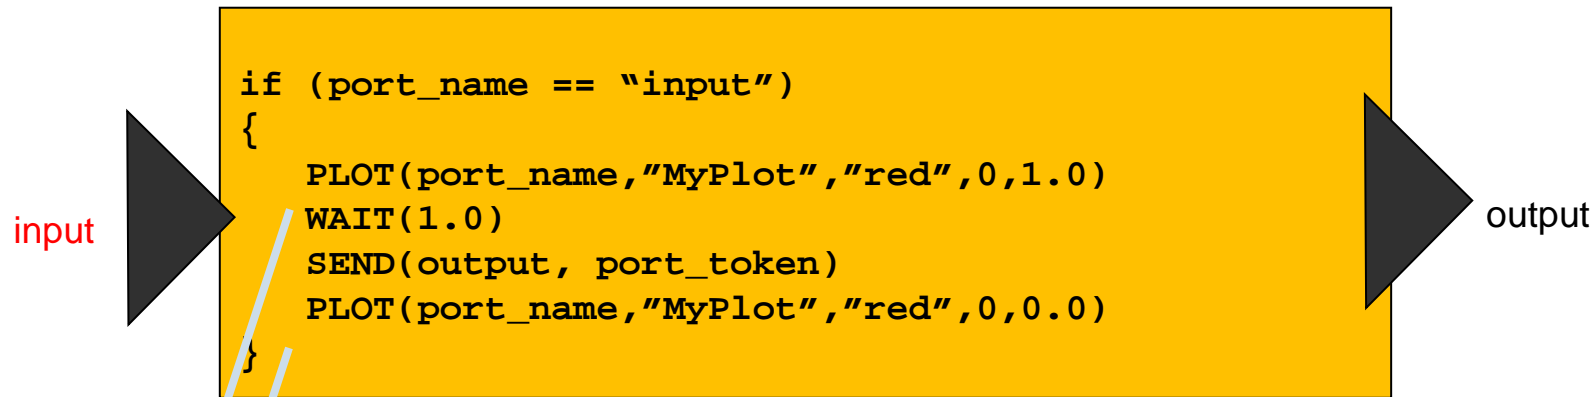 if (port_name == “input”)
{
PLOT(port_name,”MyPlot”,”red”,0,1.0)
input
WAIT(1.0)
output
SEND(output, port_token)
PLOT(port_name,”MyPlot”,”red”,0,0.0)
}